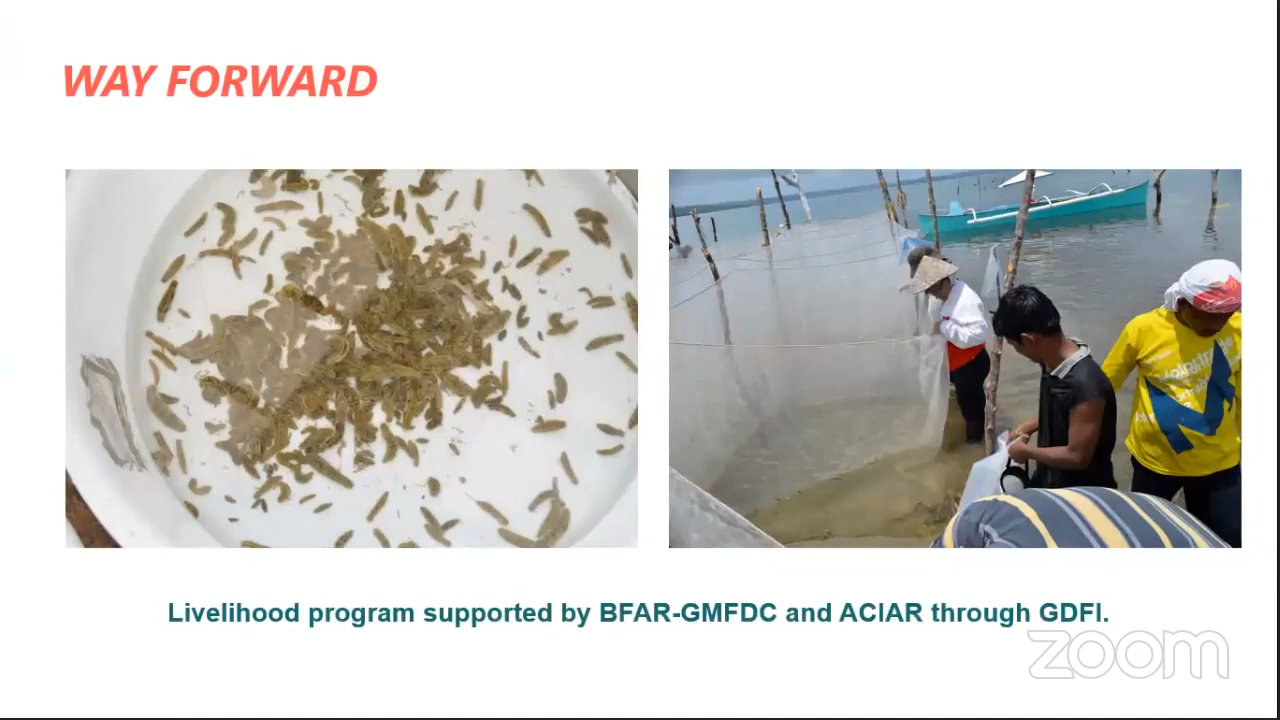 WAY FORWARD
Livelihood program supported by BFAR-GMFDC and ACIAR through GDFI.
zoom